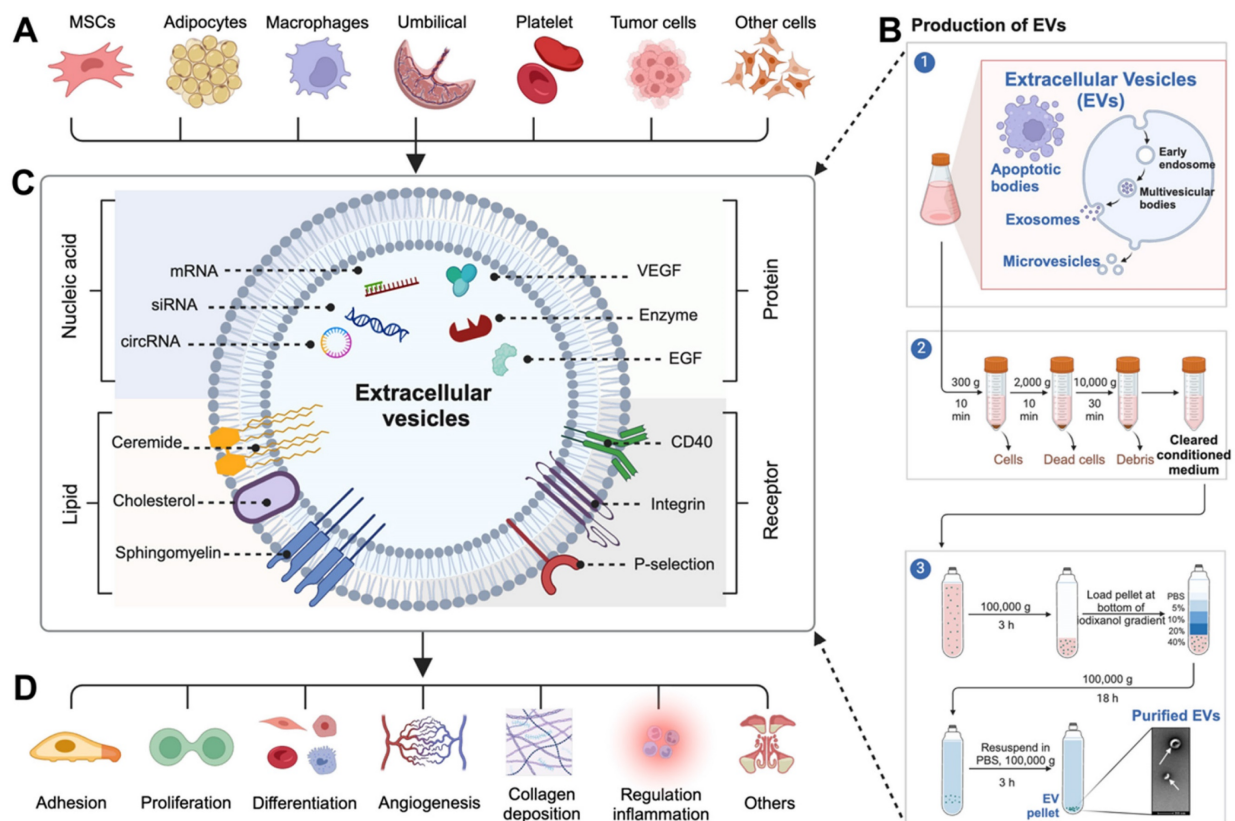 A
MSCs
Adipocytes
Macrophages
Umbilical
Platelet
Tumor cells
Other cells
B
Production of EVs
1
Extracellular Vesicles
(EVs)
Apoptotic
bodies
Early
endosome
Multivesicular
bodies
Exosomes
Microvesicles
2
300 g
10
min
2,000 g
10
min
10,000 g
30
min
Cells
Dead cells
Debris
Cleared
conditioned
medium
3
100,000 g
3 h
Load pellet at
bottom of
iodixanol gradient
PBS
5%
10%
20%
40%
100,000 g
18 h
Resuspend in
PBS, 100,000 g
3 h
EV
pellet
Purified EVs
C
Nucleic acid
mRNA
siRNA
circRNA
Protein
VEGF
Enzyme
EGF
Extracellular
vesicles
Lipid
Ceremide
Cholesterol
Sphingomyelin
Receptor
CD40
Integrin
P-selection
D
Adhesion
Proliferation
Differentiation
Angiogenesis
Collagen
deposition
Regulation
inflammation
Others